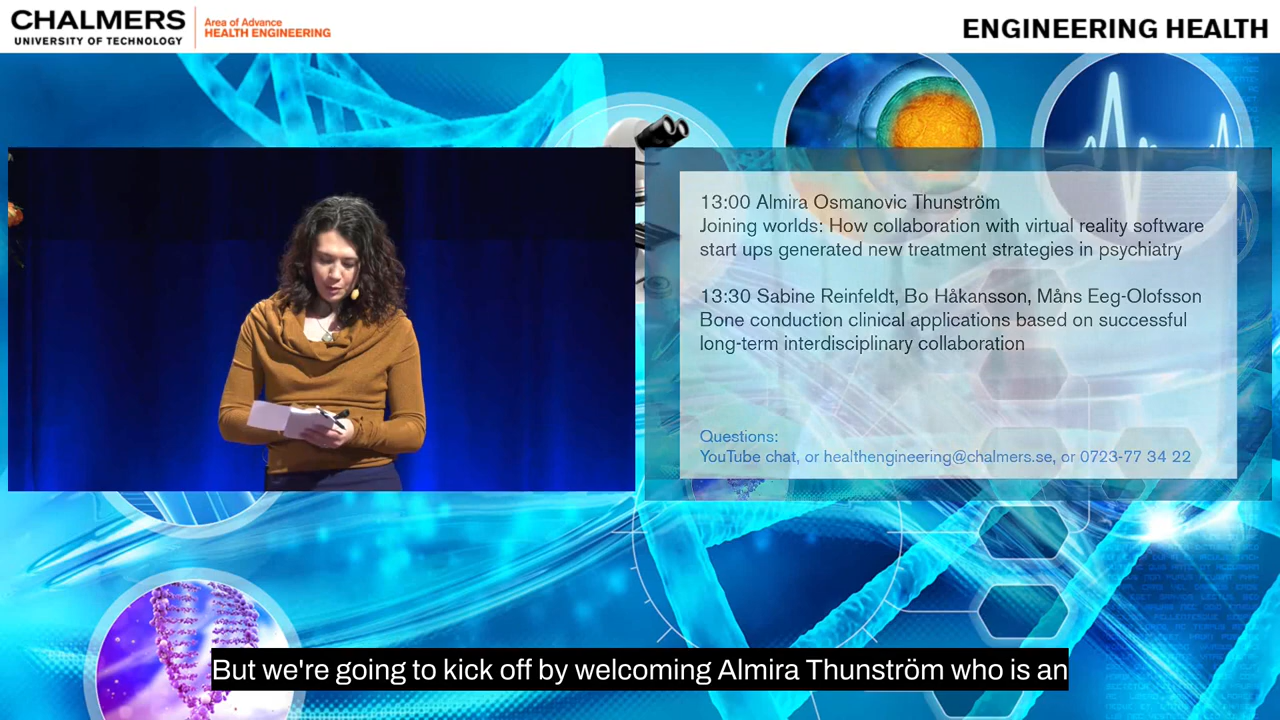 CHALMERS
UNIVERSITY OF TECHNOLOGY
Area of Advance
HEALTH ENGINEERING
ENGINEERING HEALTH
13:00 Almira Osmanovic Thunström
Joining worlds: How collaboration with virtual reality software
start ups generated new treatment strategies in psychiatry
13:30 Sabine Reinfeldt, Bo Håkansson, Måns Eeg-Olofsson
Bone conduction clinical applications based on successful
long-term interdisciplinary collaboration
Questions:
YouTube chat, or healthengineering@chalmers.se, or 0723-77 34 22
But we're going to kick off by welcoming Almira Thunström who is an